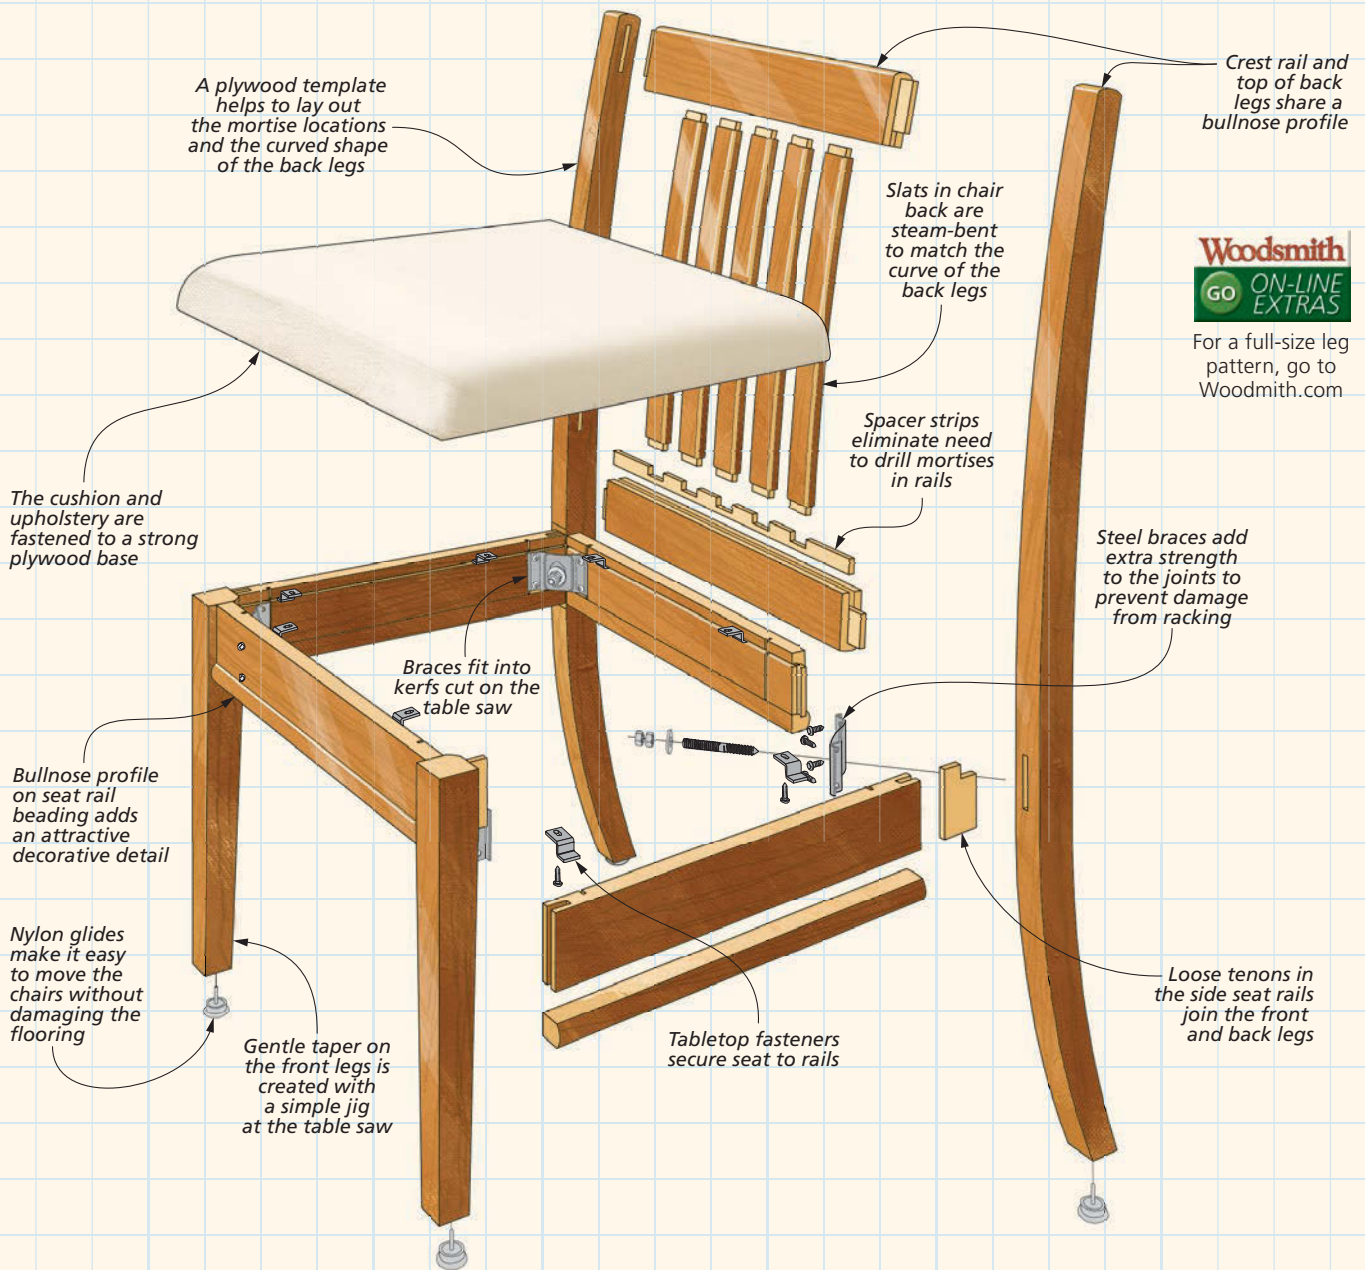 A plywood template
helps to lay out
the mortise locations
and the curved shape
of the back legs
Crest rail and
top of back
legs share a
bullnose profile
Slats in chair
back are
steam-bent
to match the
curve of the
back legs
Woodsmith
GO ON-LINE
EXTRAS
For a full-size leg
pattern, go to
Woodmith.com
Spacer strips
eliminate need
to drill mortises
in rails
The cushion and
upholstery are
fastened to a strong
plywood base
Steel braces add
extra strength
to the joints to
prevent damage
from racking
Braces fit into
kerfs cut on the
table saw
Bullnose profile
on seat rail
beading adds
an attractive
decorative detail
Nylon glides
make it easy
to move the
chairs without
damaging the
flooring
Gentle taper on
the front legs is
created with
a simple jig
at the table saw
Tabletop fasteners
secure seat to rails
Loose tenons in
the side seat rails
join the front
and back legs